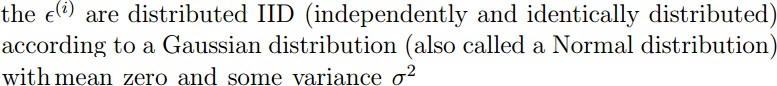 the ϵ⁽ⁱ⁾ are distributed IID (independently and identically distributed)
according to a Gaussian distribution (also called a Normal distribution)
with mean zero and some variance σ²